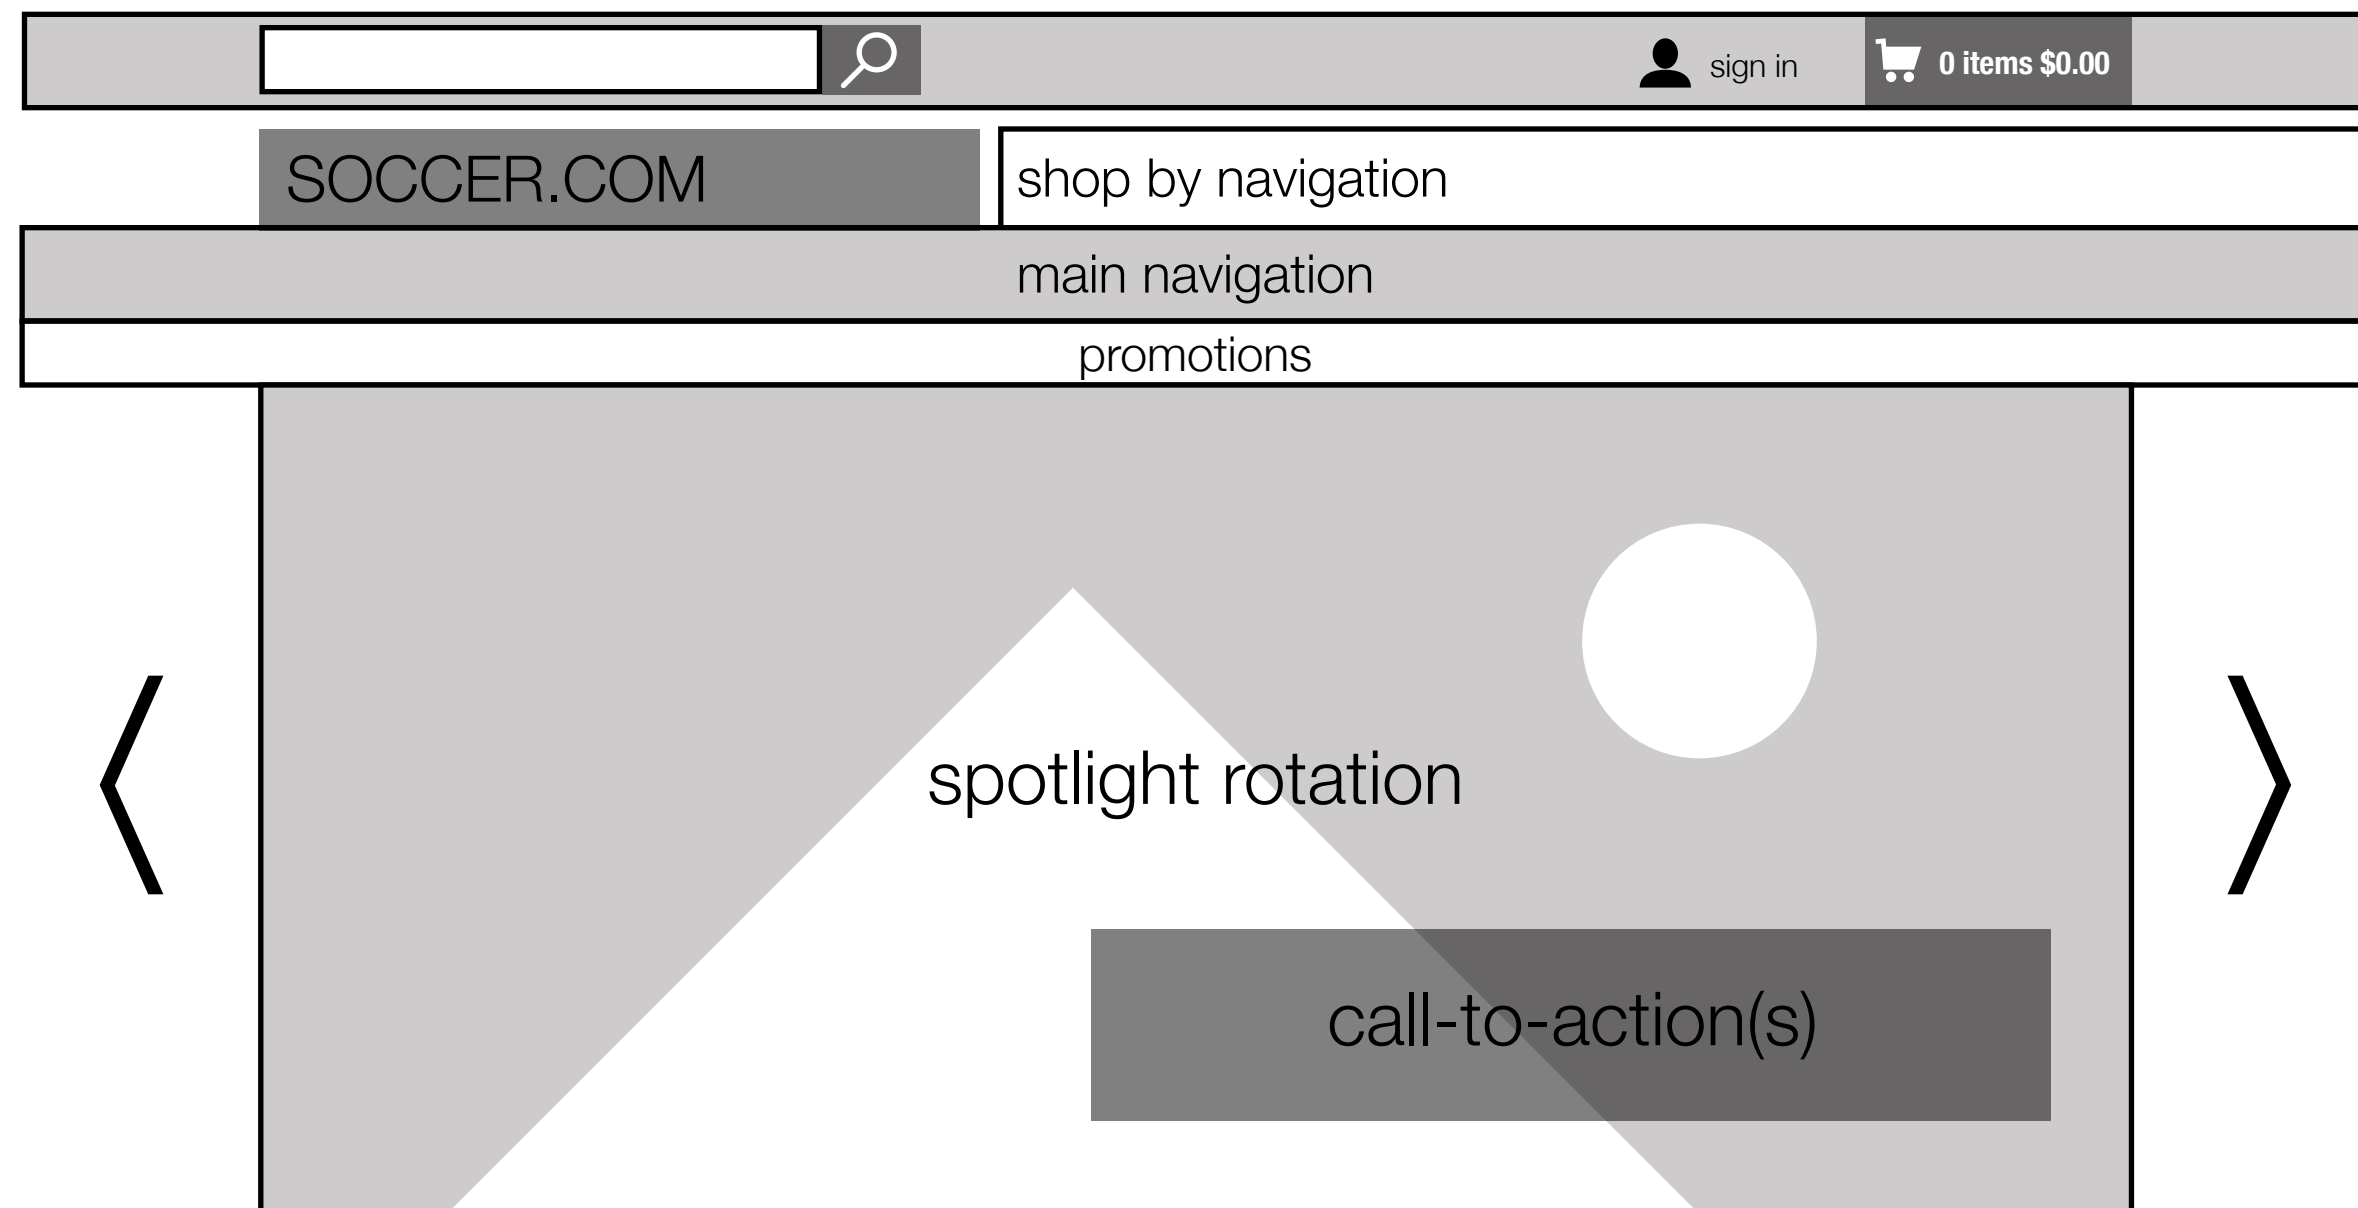 sign in
0 items $0.00
SOCCER.COM
shop by navigation
main navigation
promotions
spotlight rotation
call-to-action(s)